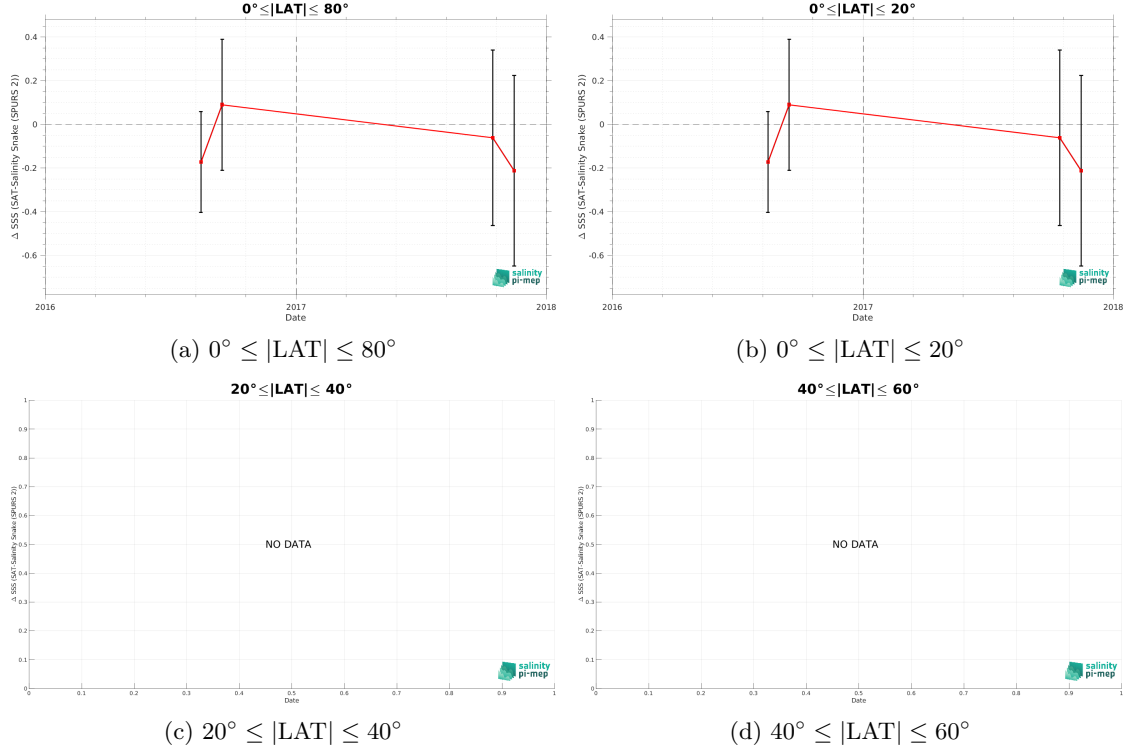 0°≤|LAT|≤ 80°
0.4
0.2
0
-0.2
-0.4
-0.6
Δ SSS (SAT-Salinity Snake (SPURS 2))
2016
2017
2018
Date
salinity
pi-mep
(a) 0° ≤ |LAT| ≤ 80°
0°≤|LAT|≤ 20°
0.4
0.2
0
-0.2
-0.4
-0.6
Δ SSS (SAT-Salinity Snake (SPURS 2))
2016
2017
2018
Date
salinity
pi-mep
(b) 0° ≤ |LAT| ≤ 20°
20°≤|LAT|≤ 40°
1
0.9
0.8
0.7
0.6
0.5
0.4
0.3
0.2
0.1
0
Δ SSS (SAT-Salinity Snake (SPURS 2))
NO DATA
0 0.1 0.2 0.3 0.4 0.5 0.6 0.7 0.8 0.9 1
Date
salinity
pi-mep
(c) 20° ≤ |LAT| ≤ 40°
40°≤|LAT|≤ 60°
1
0.9
0.8
0.7
0.6
0.5
0.4
0.3
0.2
0.1
0
Δ SSS (SAT-Salinity Snake (SPURS 2))
NO DATA
0 0.1 0.2 0.3 0.4 0.5 0.6 0.7 0.8 0.9 1
Date
salinity
pi-mep
(d) 40° ≤ |LAT| ≤ 60°